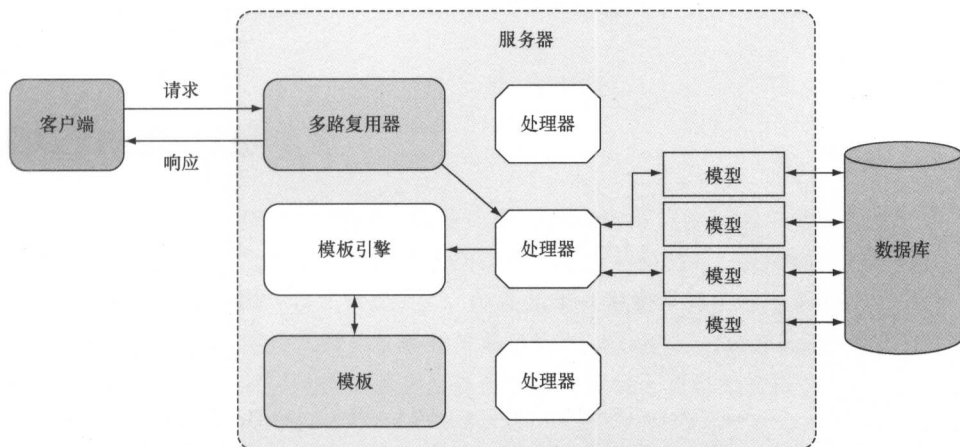 服务器
请求
客户端
多路复用器
处理器
响应
模型
模型
模板引擎
处理器
数据库
模型
模型
模板
处理器